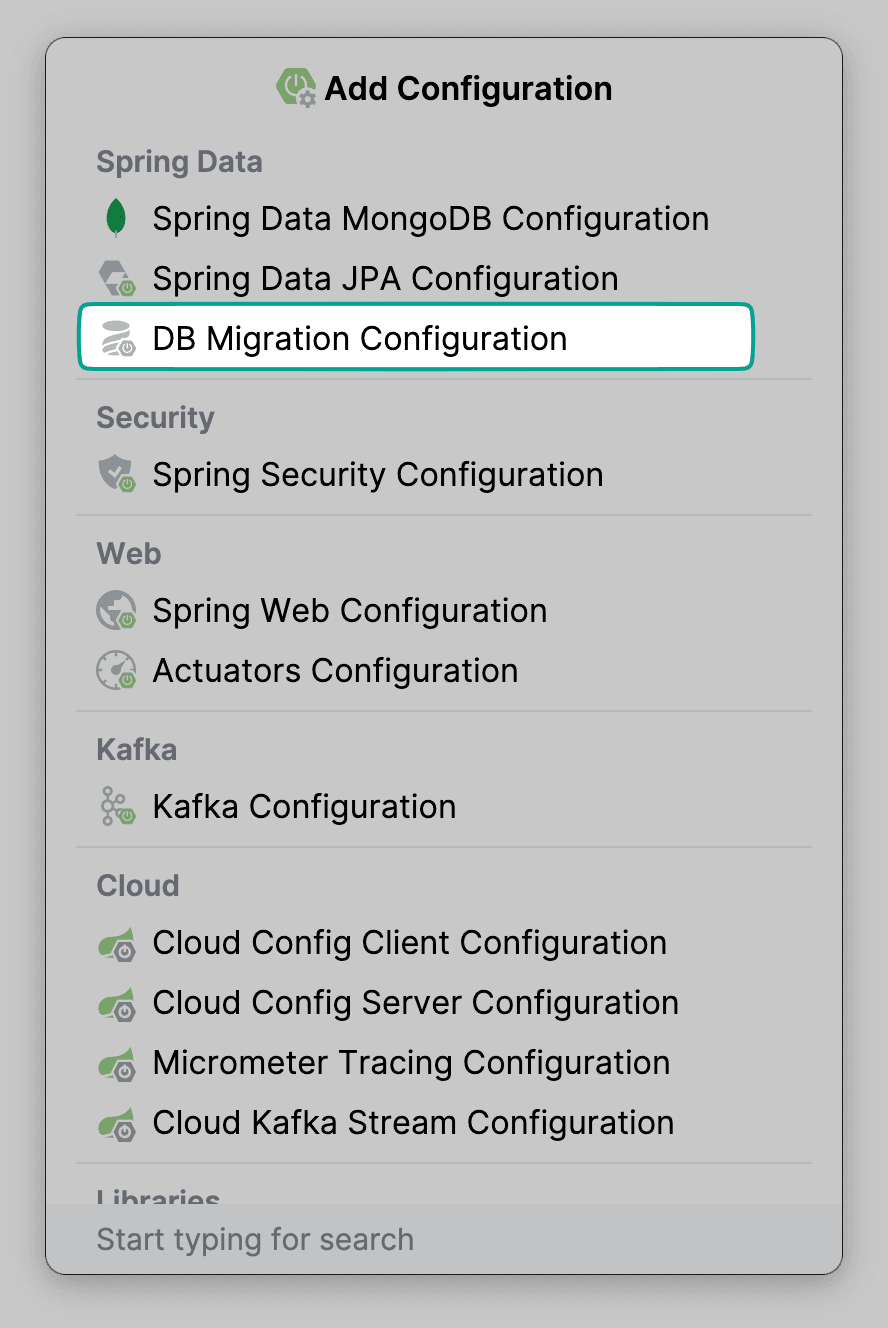 Add Configuration
Spring Data
Spring Data MongoDB Configuration
Spring Data JPA Configuration
DB Migration Configuration
Security
Spring Security Configuration
Web
Spring Web Configuration
Actuators Configuration
Kafka
Kafka Configuration
Cloud
Cloud Config Client Configuration
Cloud Config Server Configuration
Micrometer Tracing Configuration
Cloud Kafka Stream Configuration
Libraries
Start typing for search